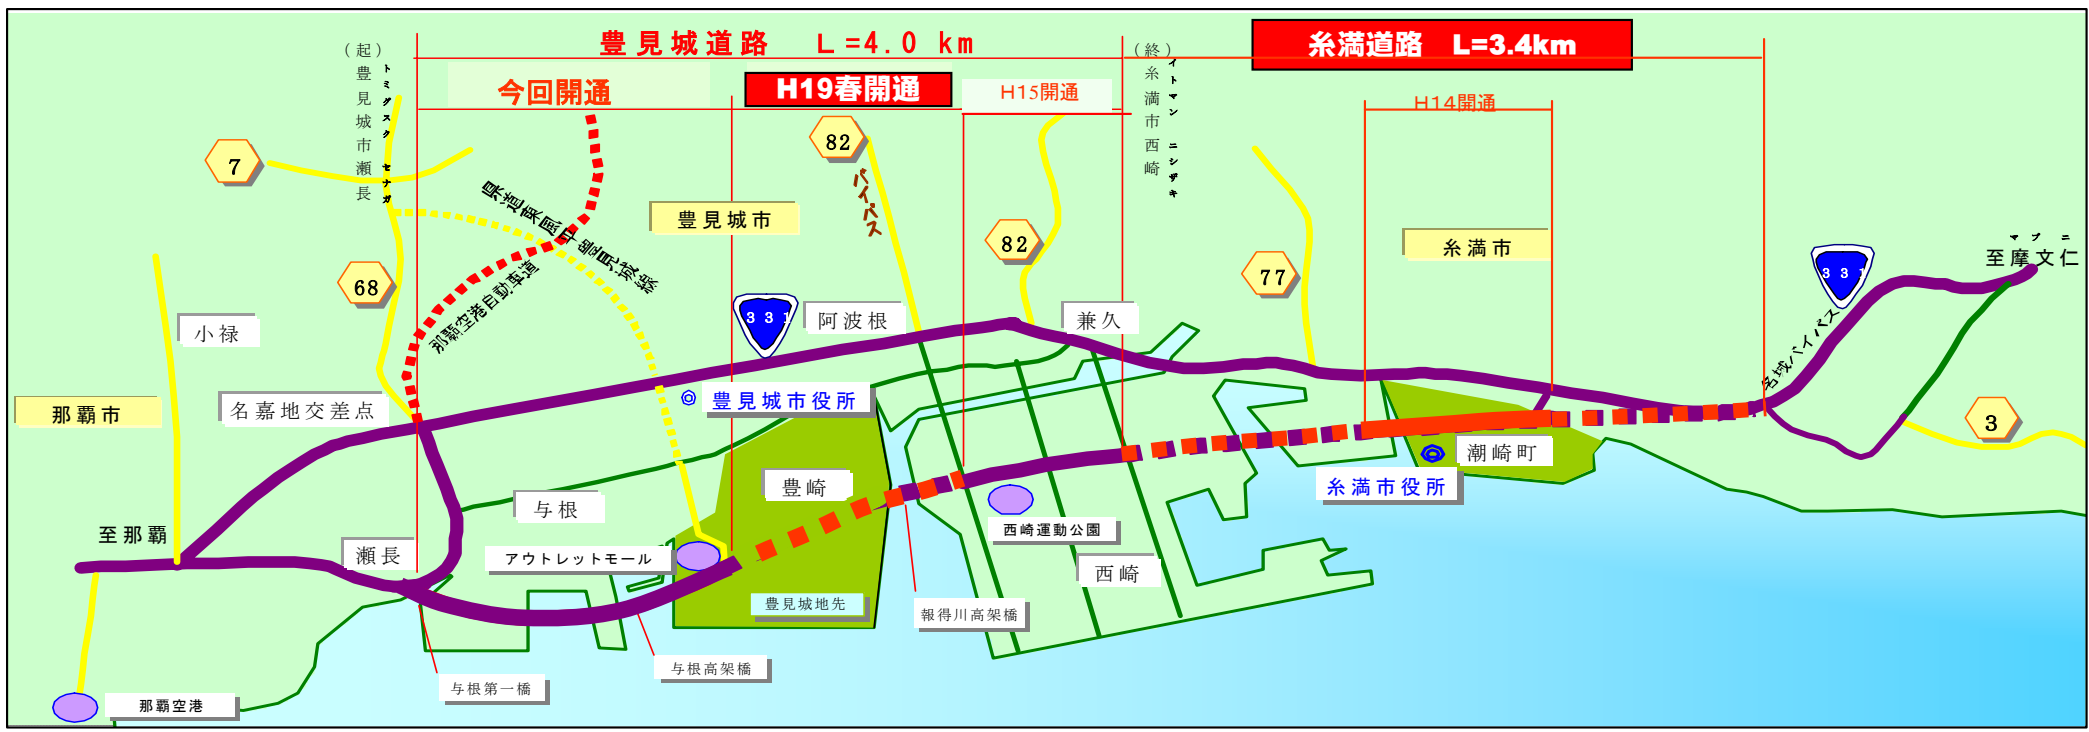 豊見城道路 L=4.0 km
糸満道路 L=3.4km
今回開通
H19春開通
H15開通
H14開通
(起)豊見城市瀬長
トミグスク セナガ
(終)糸満市西崎
イトマン ニシザキ
7
68
82
バイパス
82
77
3
331
331
県道東風平豊見城線
那覇空港自動車道
豊見城市
糸満市
那覇市
マブニ
至摩文仁
名城バイパス
小禄
阿波根
兼久
名嘉地交差点
豊見城市役所
潮崎町
糸満市役所
豊崎
与根
西崎運動公園
至那覇
瀬長
アウトレットモール
西崎
豊見城地先
報得川高架橋
与根高架橋
与根第一橋
那覇空港